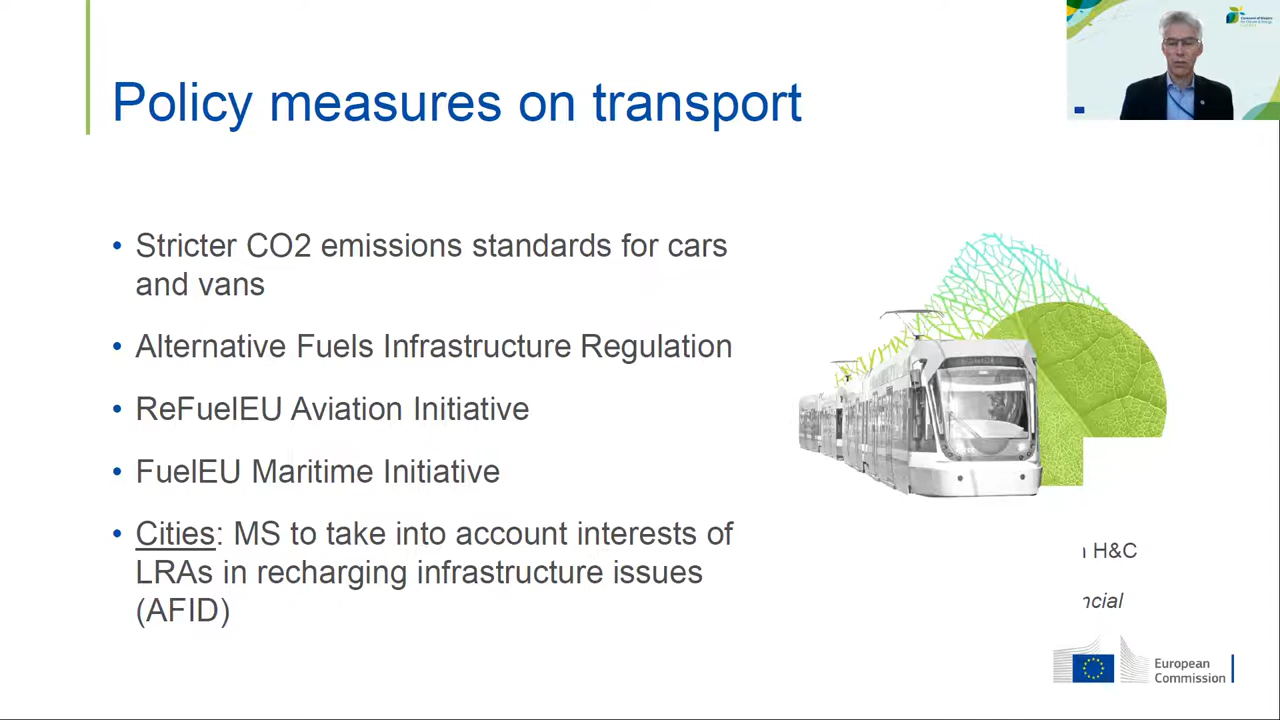 Policy measures on transport
• Stricter CO2 emissions standards for cars
and vans
• Alternative Fuels Infrastructure Regulation
• ReFuelEU Aviation Initiative
• FuelEU Maritime Initiative
• Cities: MS to take into account interests of
LRAs in recharging infrastructure issues
(AFID)
H&C
ncial
European
Commission